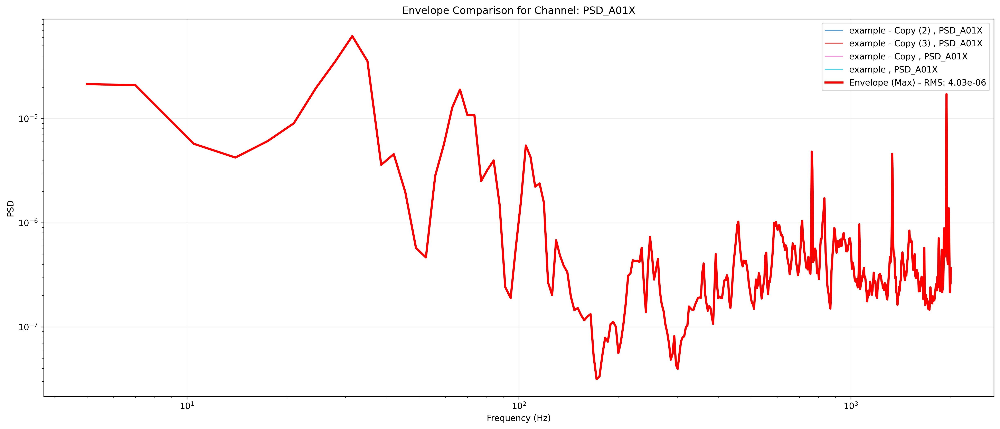 Envelope Comparison for Channel: PSD_A01X
example - Copy (2) , PSD_A01X
example - Copy (3) , PSD_A01X
example - Copy , PSD_A01X
example , PSD_A01X
Envelope (Max) - RMS: 4.03e-06
PSD
10⁻⁵
10⁻⁶
10⁻⁷
10¹
10²
10³
Frequency (Hz)